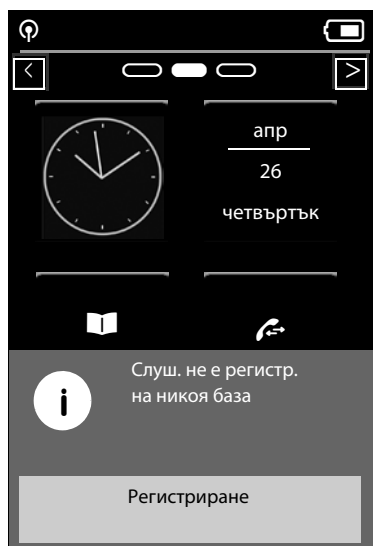 <
>
апр
26
четвъртък
i
Слуш. не е регистр.
на никоя база
Регистриране